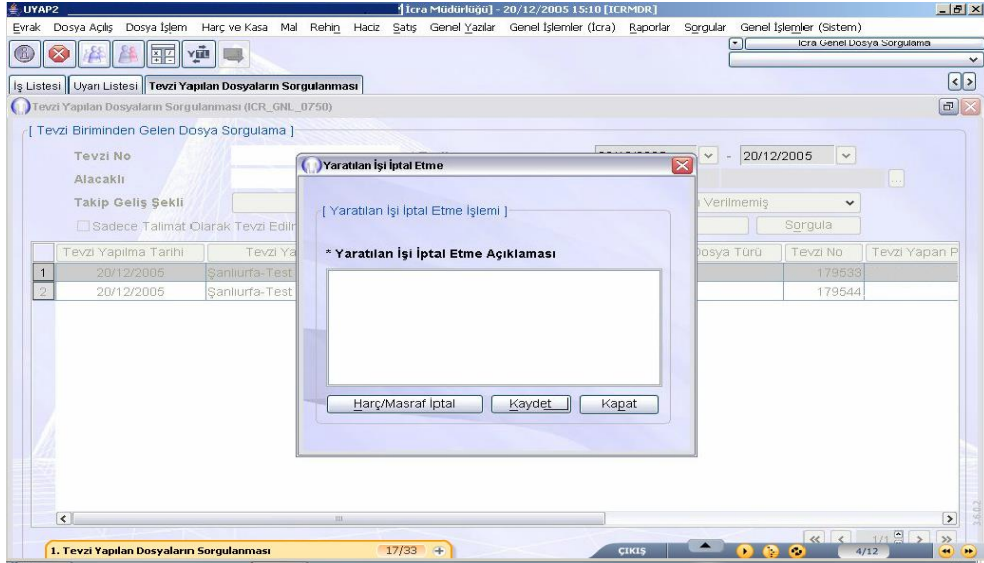 UYAP2 İcra Müdürlüğü] - 20/12/2005 15:10 [ICRMDR]
Evrak Dosya Açılış Dosya İşlem Harç ve Kasa Mal Rehin Haciz Satış Genel Yazılar Genel İşlemler (İcra) Raporlar Sorgular Genel İşlemler (Sistem)
İcra Genel Dosya Sorgulama
İş Listesi Uyarı Listesi Tevzi Yapılan Dosyaların Sorgulanması
Tevzi Yapılan Dosyaların Sorgulanması (ICR_GNL_0750)
[ Tevzi Biriminden Gelen Dosya Sorgulama ]
Tevzi No - 20/12/2005
Alacaklı
Takip Geliş Şekli Verilmemiş
Sadece Talimat Olarak Tevzi Edilr Sorgula
Tevzi Yapılma Tarihi Tevzi Ya Dosya Türü Tevzi No Tevzi Yapan P
1 20/12/2005 Şanlıurfa-Test 179533
2 20/12/2005 Şanlıurfa-Test 179544
Yaratılan İşi İptal Etme
[ Yaratılan İşi İptal Etme İşlemi ]
* Yaratılan İşi İptal Etme Açıklaması
Harç/Masraf İptal Kaydet Kapat
1/1
1. Tevzi Yapılan Dosyaların Sorgulanması 17/33 ÇIKIŞ 4/12